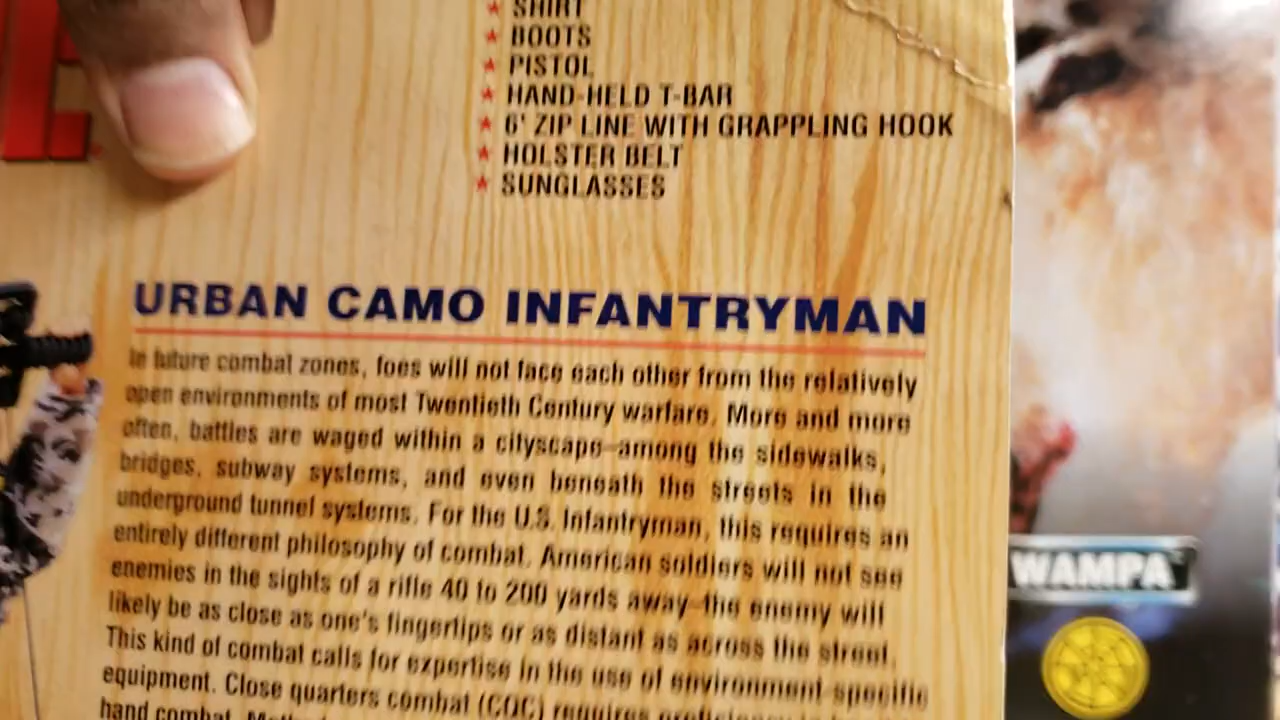 SHIRT
BOOTS
PISTOL
HAND-HELD T-BAR
6' ZIP LINE WITH GRAPPLING HOOK
HOLSTER BELT
SUNGLASSES
URBAN CAMO INFANTRYMAN
In future combat zones, foes will not face each other from the relatively
open environments of most Twentieth Century warfare. More and more
often, battles are waged within a cityscape–among the sidewalks,
bridges, subway systems, and even beneath the streets in the
underground tunnel systems. For the U.S. Infantryman, this requires an
entirely different philosophy of combat. American soldiers will not see
enemies in the sights of a rifle 40 to 200 yards away–the enemy will
likely be as close as one's fingertips or as distant as across the street.
This kind of combat calls for expertise in the use of environment-specific
equipment. Close quarters combat (CQC) requires
hand combat.
WAMPA